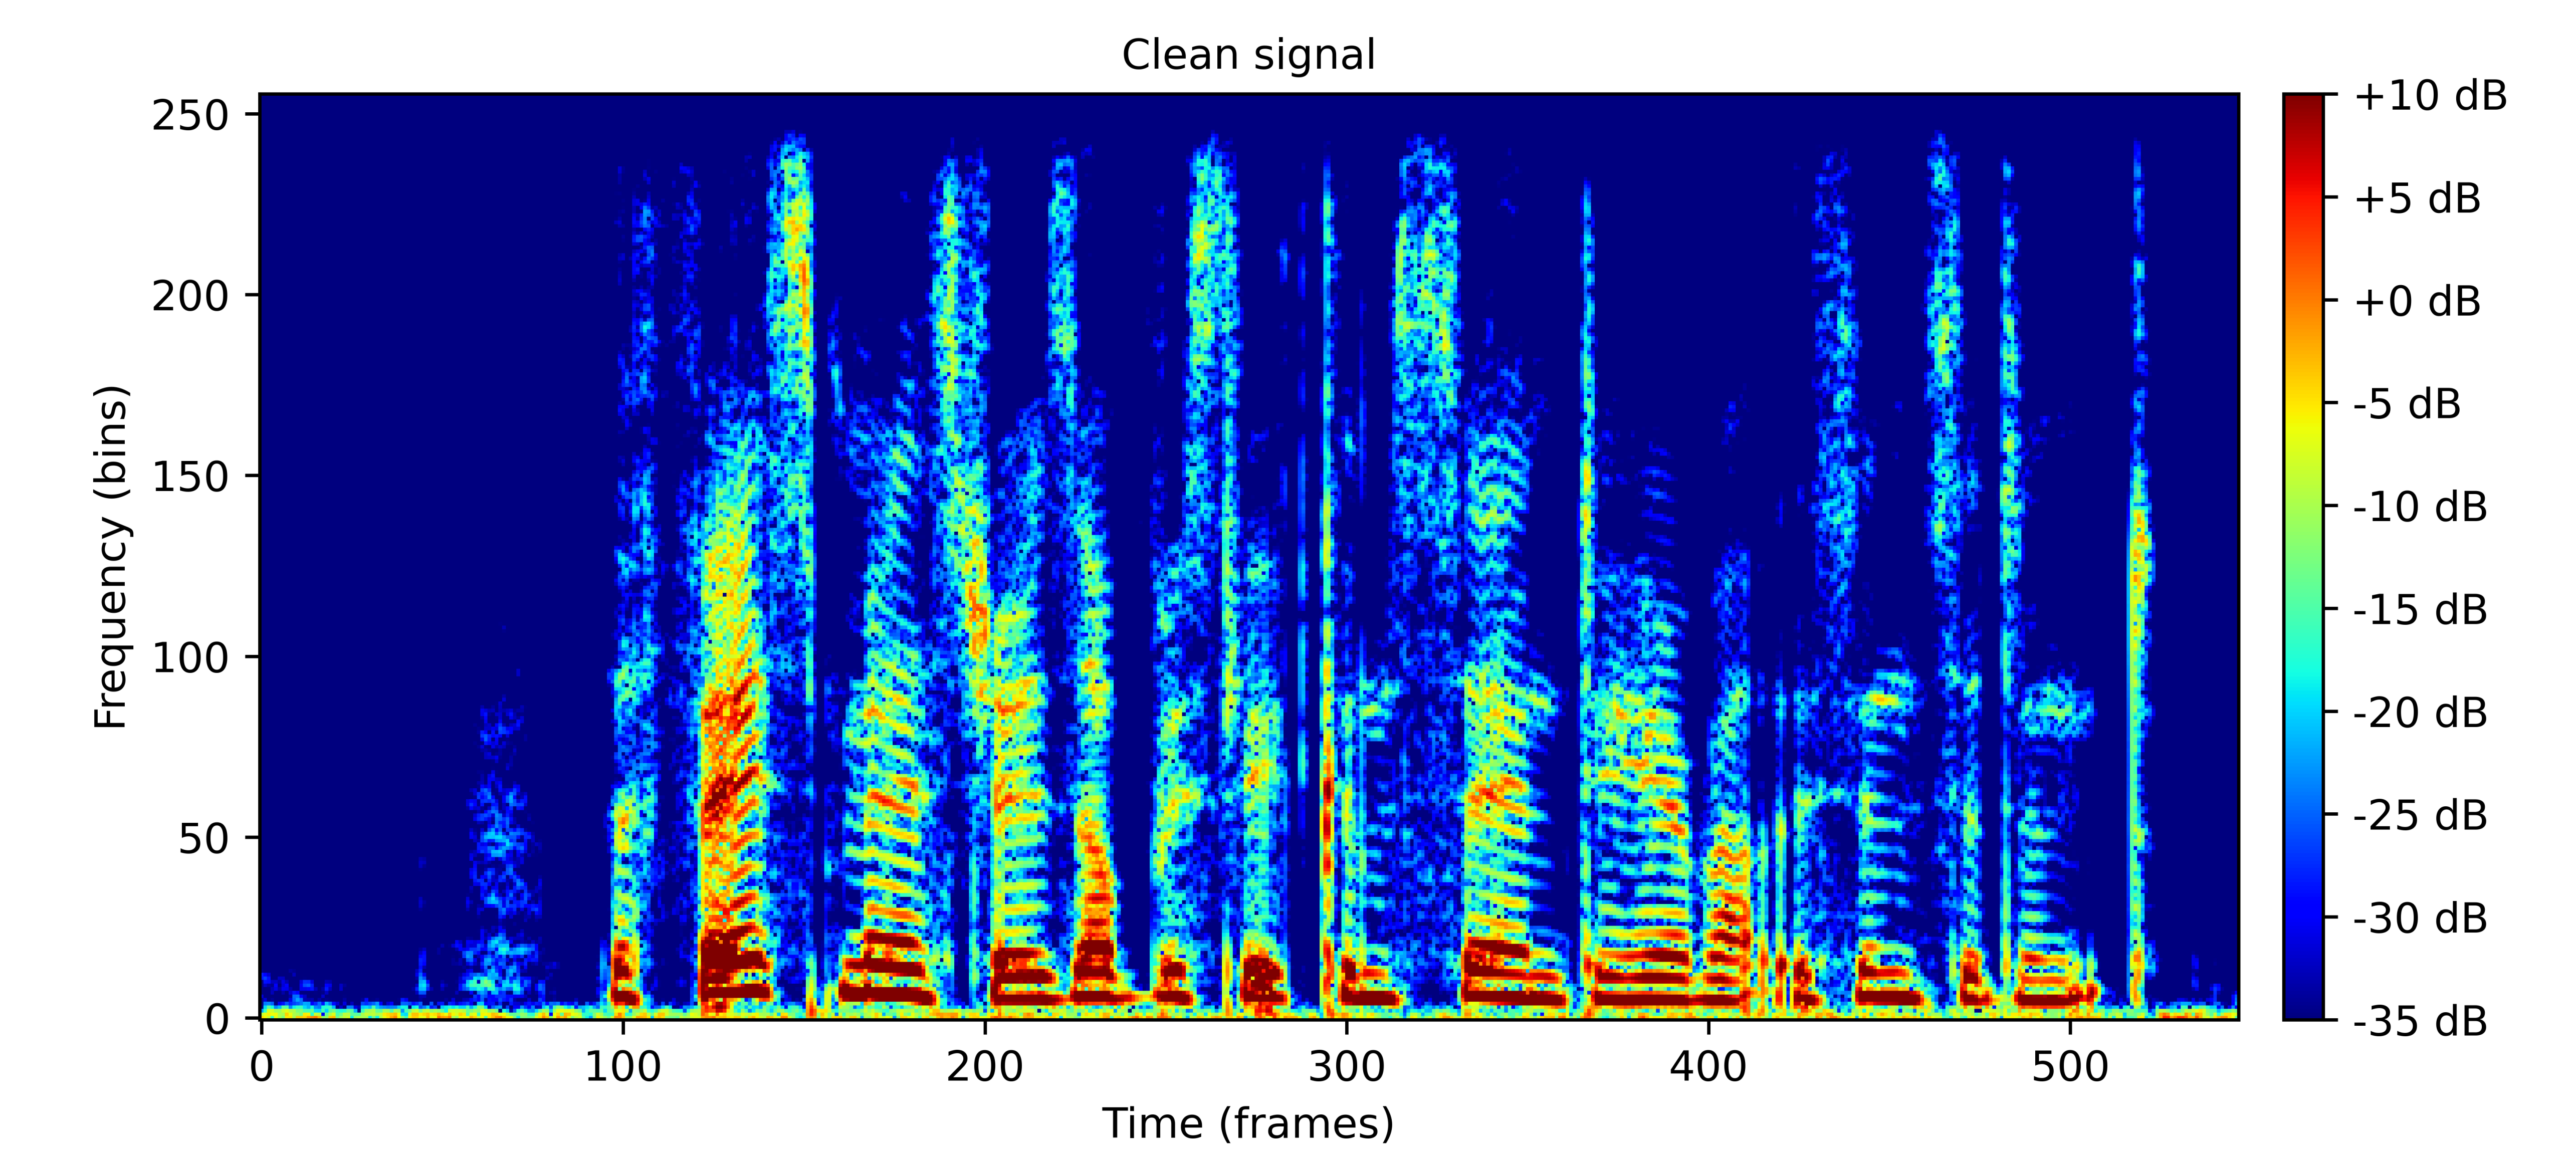 Clean signal
250
200
150
100
50
0
Frequency (bins)
0 100 200 300 400 500
Time (frames)
+10 dB
+5 dB
+0 dB
-5 dB
-10 dB
-15 dB
-20 dB
-25 dB
-30 dB
-35 dB